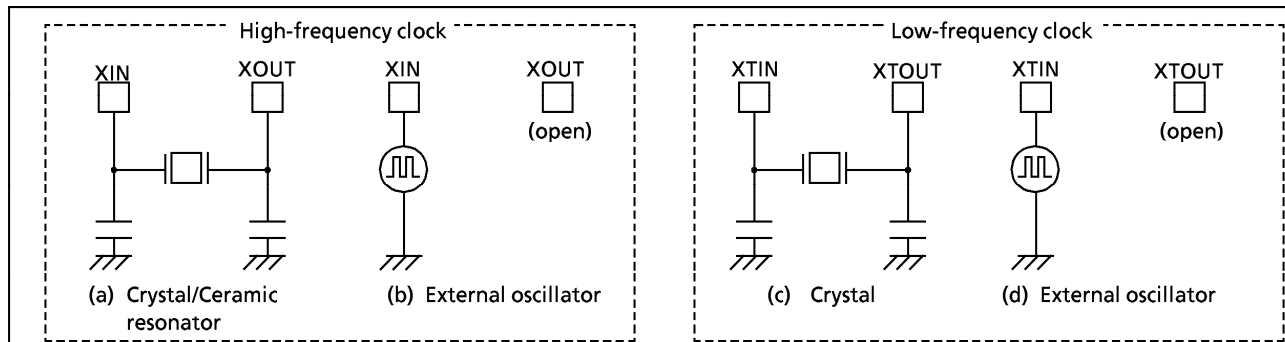 High-frequency clock
XIN
XOUT
XIN
XOUT
(open)
(a) Crystal/Ceramic
resonator
(b) External oscillator
Low-frequency clock
XTIN
XTOUT
XTIN
XTOUT
(open)
(c) Crystal
(d) External oscillator